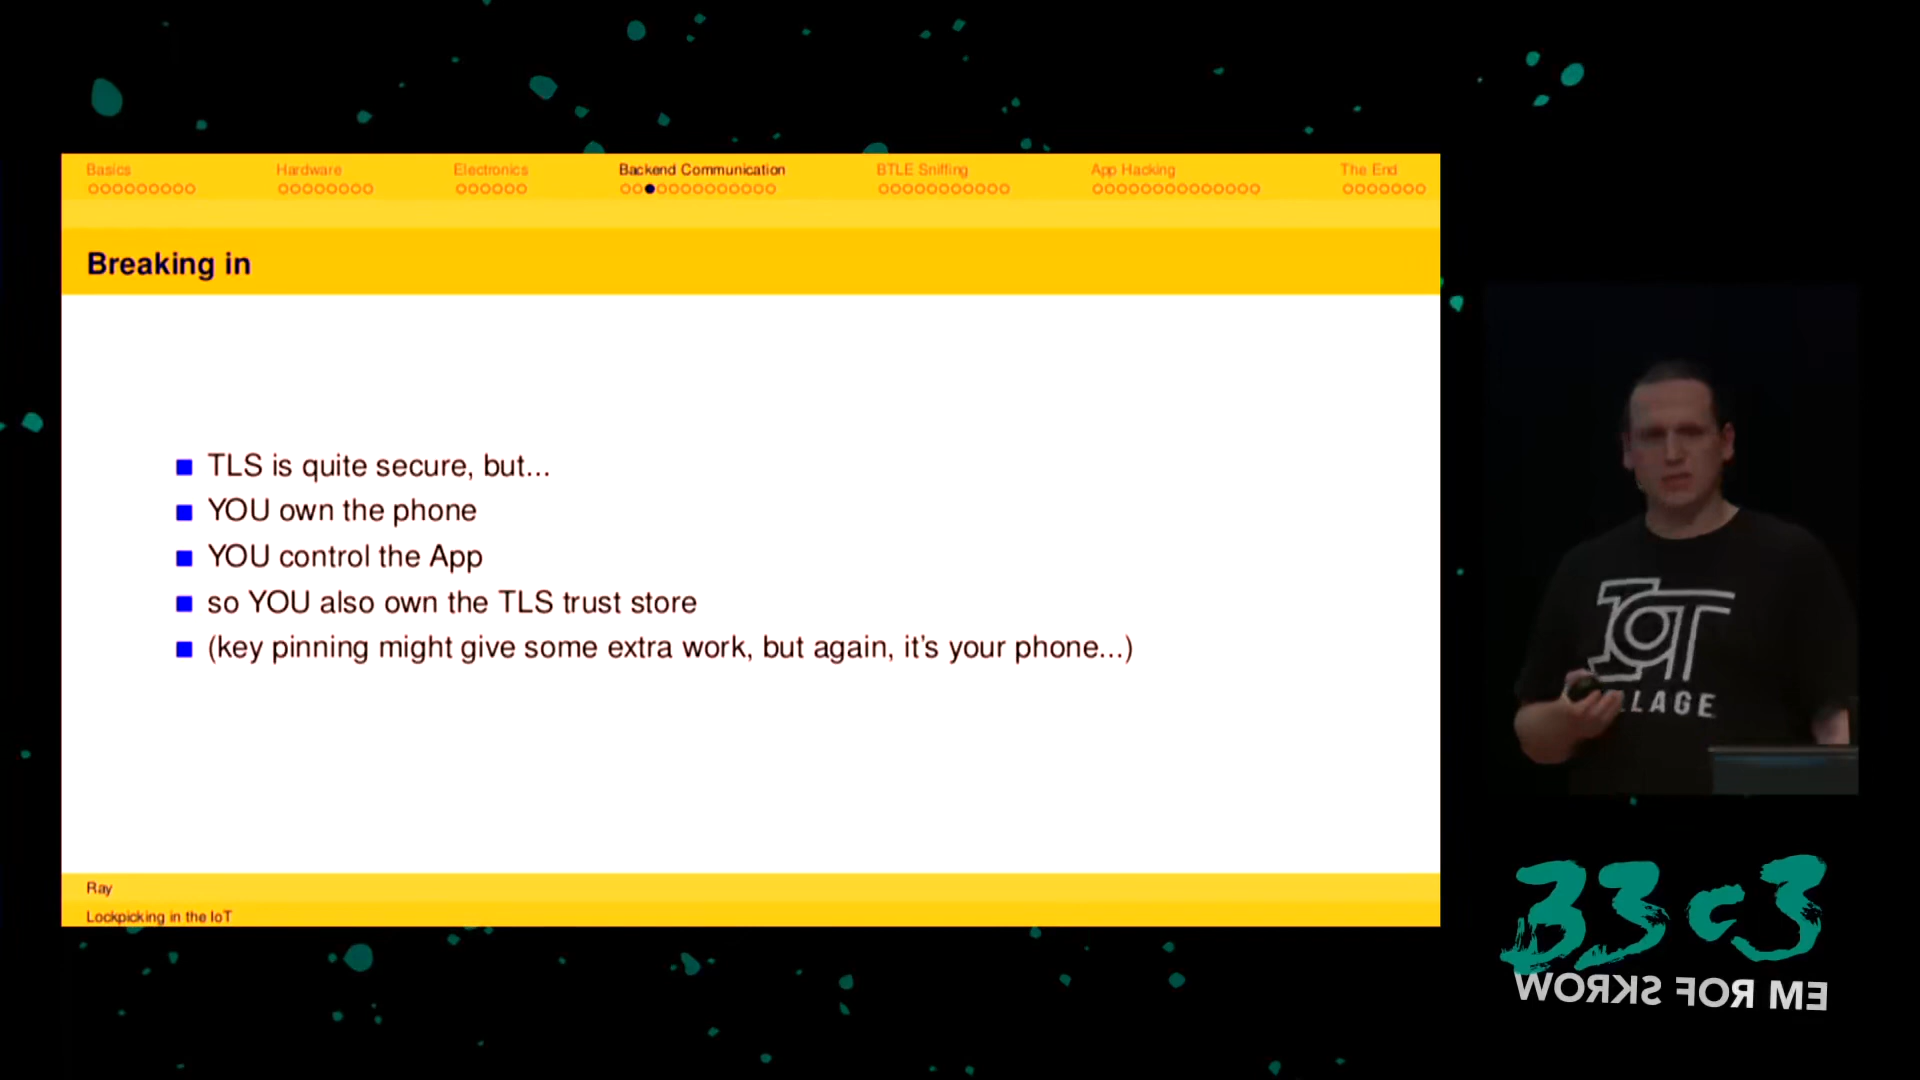 Basics Hardware Electronics Backend Communication BTLE Sniffing App Hacking The End
Breaking in
TLS is quite secure, but...
YOU own the phone
YOU control the App
so YOU also own the TLS trust store
(key pinning might give some extra work, but again, it's your phone...)
Ray
Lockpicking in the IoT
IoT
LLAGE
33c3
WORKS FOR ME